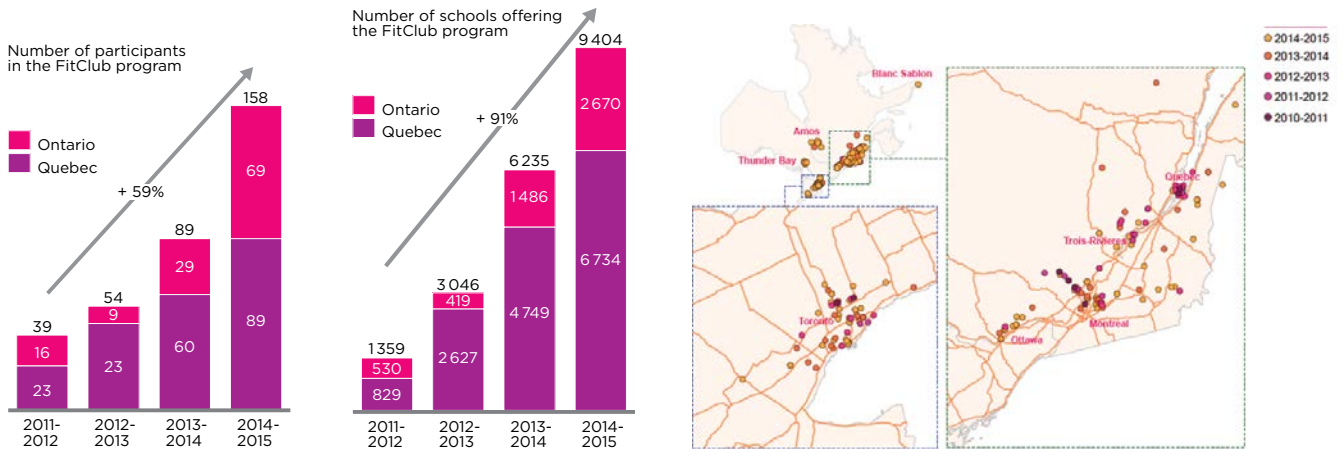 Number of participants
in the FitClub program
Ontario
Quebec
+ 59%
39
16
23
54
9
23
89
29
60
158
69
89
2011-
2012
2012-
2013
2013-
2014
2014-
2015
Number of schools offering
the FitClub program
Ontario
Quebec
+ 91%
1359
530
829
3 046
419
2 627
6 235
1 486
4 749
9 404
2 670
6 734
2011-
2012
2012-
2013
2013-
2014
2014-
2015
Blanc Sablon
Amos
Thunder Bay
Toronto
Quebec
Trois-Rivieres
Montreal
Ottawa
2014-2015
2013-2014
2012-2013
2011-2012
2010-2011